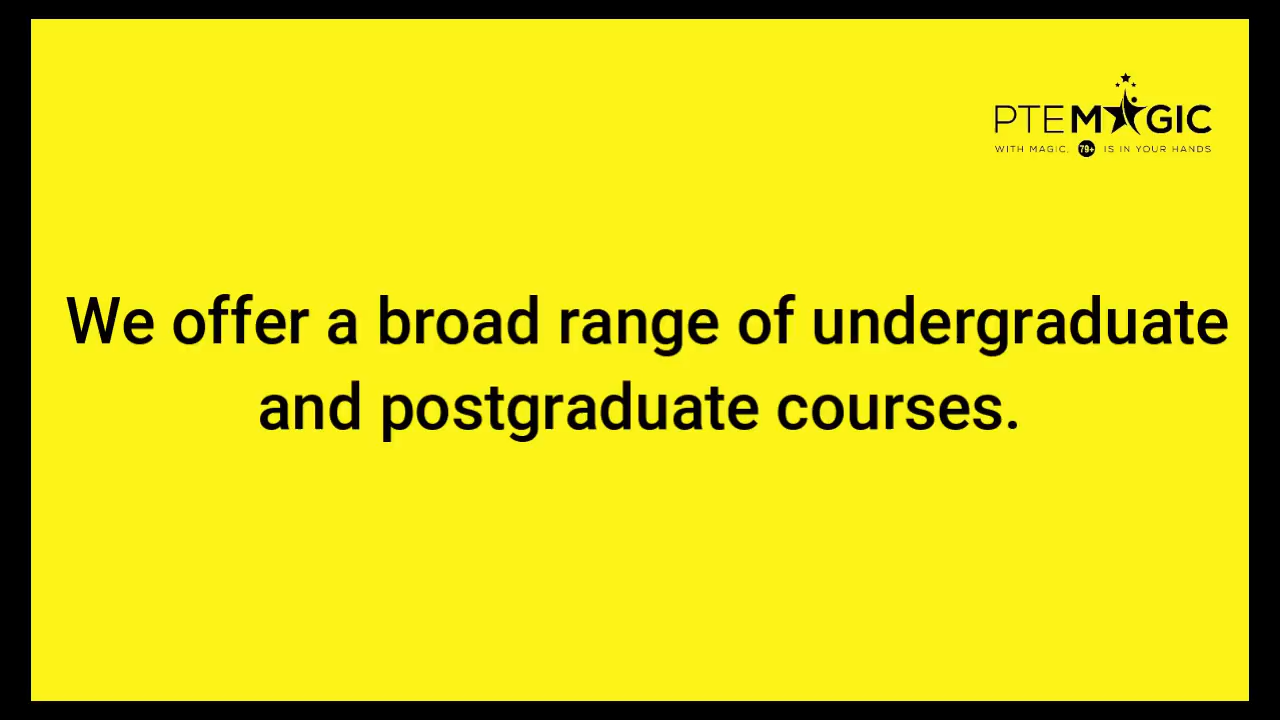 PTEMAGIC
WITH MAGIC, 79+ IS IN YOUR HANDS
We offer a broad range of undergraduate
and postgraduate courses.